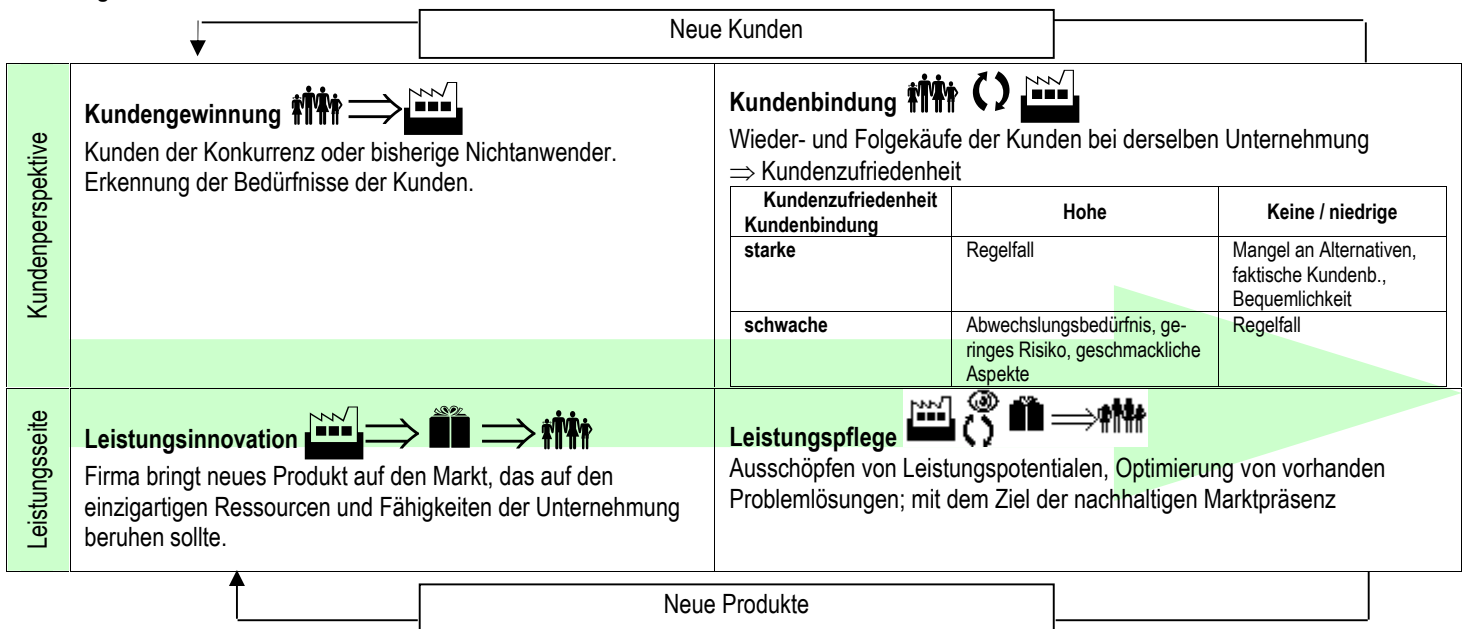 Neue Kunden
Kundenperspektive
Kundengewinnung
Kunden der Konkurrenz oder bisherige Nichtanwender.
Erkennung der Bedürfnisse der Kunden.
Kundenbindung
Wieder- und Folgekäufe der Kunden bei derselben Unternehmung
⇒ Kundenzufriedenheit
Kundenzufriedenheit
Kundenbindung
Hohe
Keine / niedrige
starke
Regelfall
Mangel an Alternativen,
faktische Kundenb.,
Bequemlichkeit
schwache
Abwechslungsbedürfnis, ge-
ringes Risiko, geschmackliche
Aspekte
Regelfall
Leistungsseite
Leistungsinnovation
Firma bringt neues Produkt auf den Markt, das auf den
einzigartigen Ressourcen und Fähigkeiten der Unternehmung
beruhen sollte.
Leistungspflege
Ausschöpfen von Leistungspotentialen, Optimierung von vorhanden
Problemlösungen; mit dem Ziel der nachhaltigen Marktpräsenz
Neue Produkte